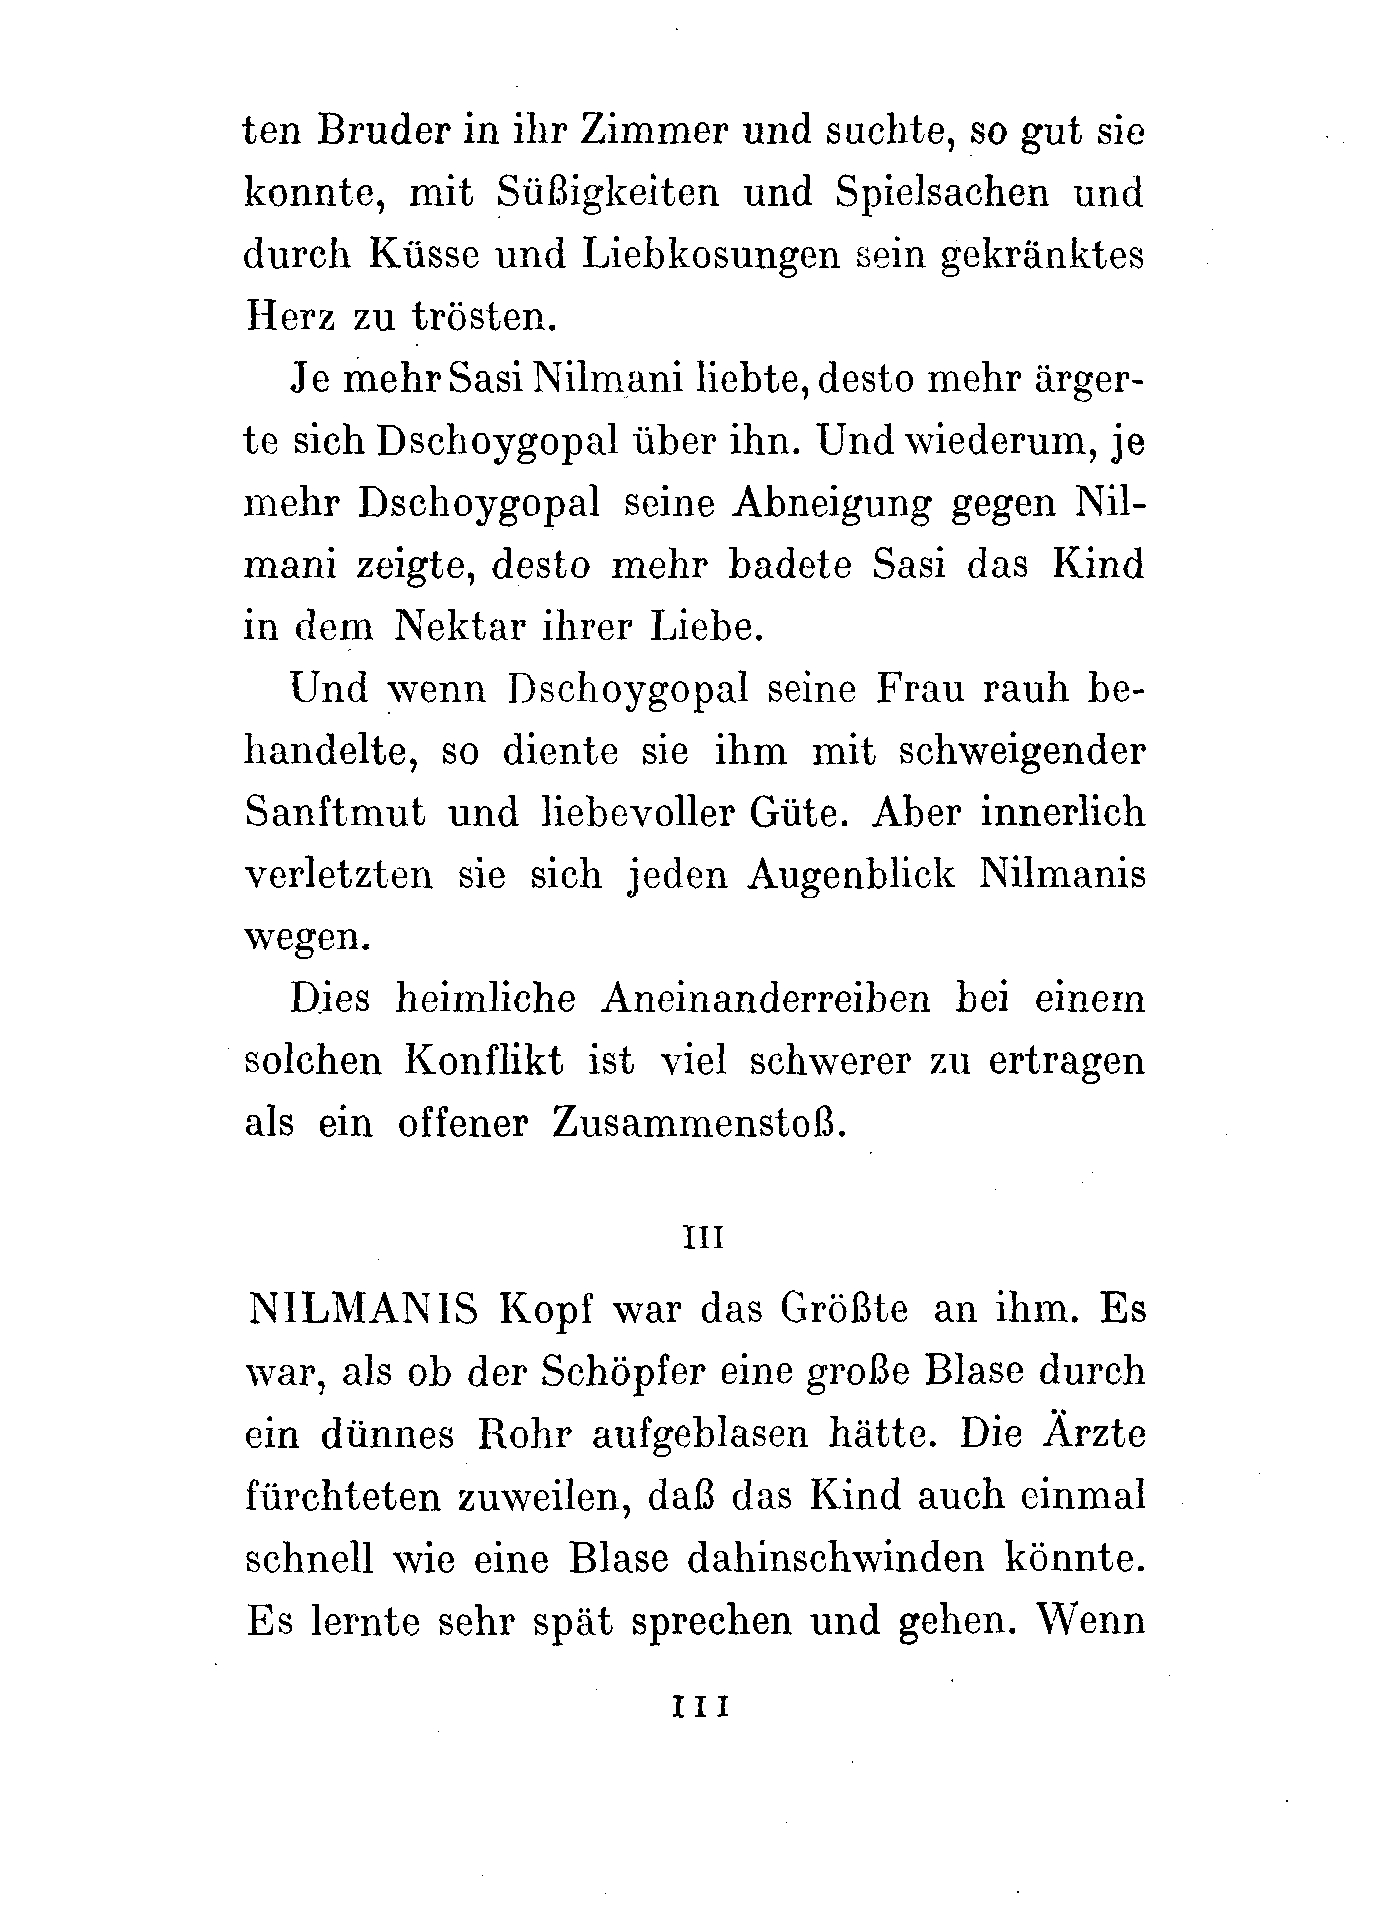 ten Bruder in ihr Zimmer und suchte, so gut sie
konnte, mit Süßigkeiten und Spielsachen und
durch Küsse und Liebkosungen sein gekränktes
Herz zu trösten.
Je mehr Sasi Nilmani liebte, desto mehr ärger-
te sich Dschoygopal über ihn. Und wiederum, je
mehr Dschoygopal seine Abneigung gegen Nil-
mani zeigte, desto mehr badete Sasi das Kind
in dem Nektar ihrer Liebe.
Und wenn Dschoygopal seine Frau rauh be-
handelte, so diente sie ihm mit schweigender
Sanftmut und liebevoller Güte. Aber innerlich
verletzten sie sich jeden Augenblick Nilmanis
wegen.
Dies heimliche Aneinanderreiben bei einem
solchen Konflikt ist viel schwerer zu ertragen
als ein offener Zusammenstoß.
III
NILMANIS Kopf war das Größte an ihm. Es
war, als ob der Schöpfer eine große Blase durch
ein dünnes Rohr aufgeblasen hätte. Die Ärzte
fürchteten zuweilen, daß das Kind auch einmal
schnell wie eine Blase dahinschwinden könnte.
Es lernte sehr spät sprechen und gehen. Wenn
111